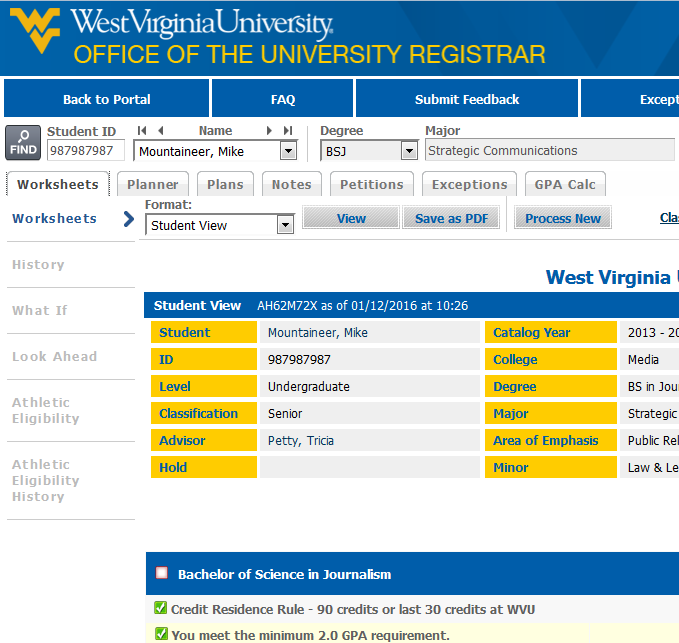 WestVirginiaUniversity.
OFFICE OF THE UNIVERSITY REGISTRAR
Back to Portal FAQ Submit Feedback Except
FIND Student ID Name Degree Major
987987987 Mountaineer, Mike BSJ Strategic Communications
Worksheets Planner Plans Notes Petitions Exceptions GPA Calc
Worksheets
Format:
Student View View Save as PDF Process New Cla
History
What If
Look Ahead
Athletic
Eligibility
Athletic
Eligibility
History
West Virginia
Student View AH62M72X as of 01/12/2016 at 10:26
Student Mountaineer, Mike Catalog Year 2013 - 20
ID 987987987 College Media
Level Undergraduate Degree BS in Jou
Classification Senior Major Strategic
Advisor Petty, Tricia Area of Emphasis Public Rel
Hold Minor Law & Le
Bachelor of Science in Journalism
Credit Residence Rule - 90 credits or last 30 credits at WVU
You meet the minimum 2.0 GPA requirement.